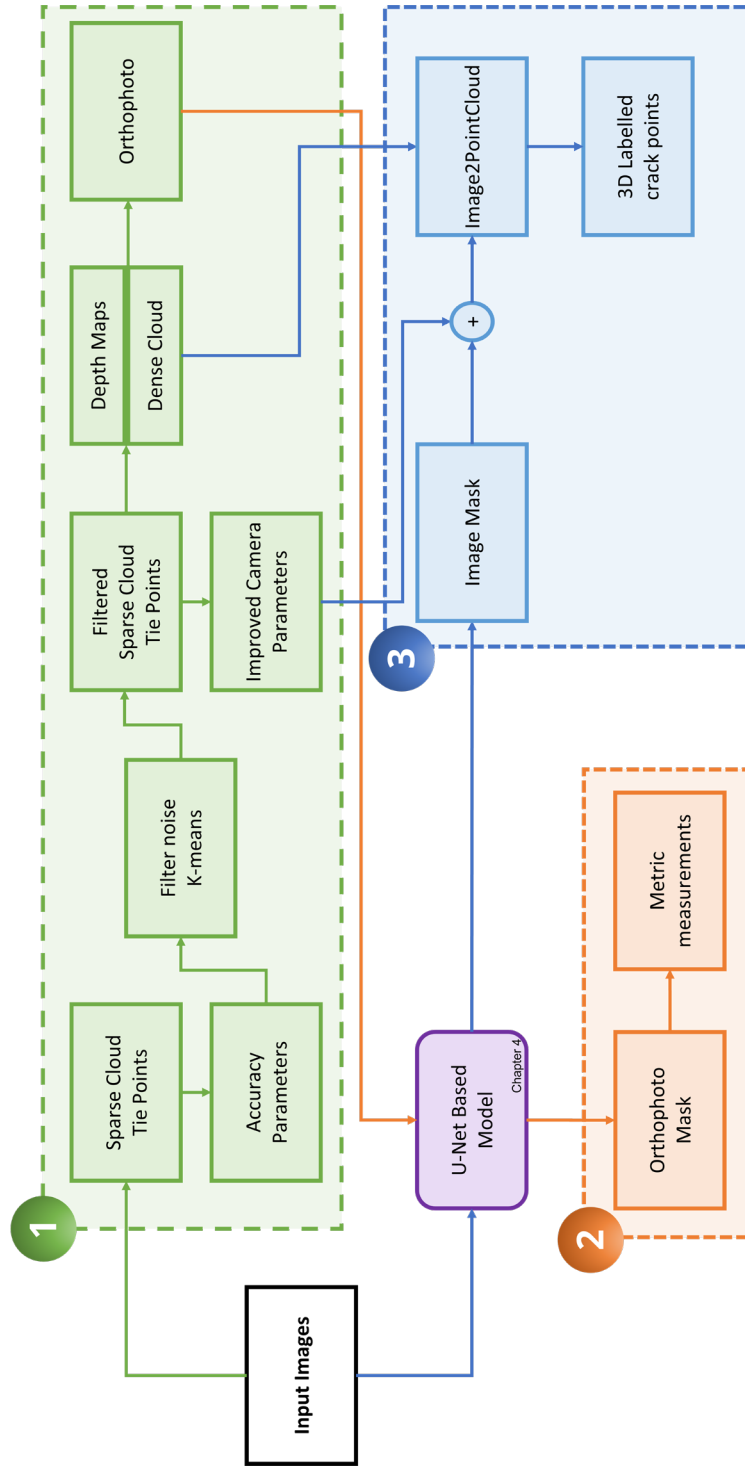 Input Images
1
Sparse Cloud
Tie Points
Accuracy
Parameters
Filter noise
K-means
Filtered
Sparse Cloud
Tie Points
Improved Camera
Parameters
Depth Maps
Dense Cloud
Orthophoto
U-Net Based
Model
Chapter 4
2
Orthophoto
Mask
Metric
measurements
3
Image Mask
+
Image2PointCloud
3D Labelled
crack points